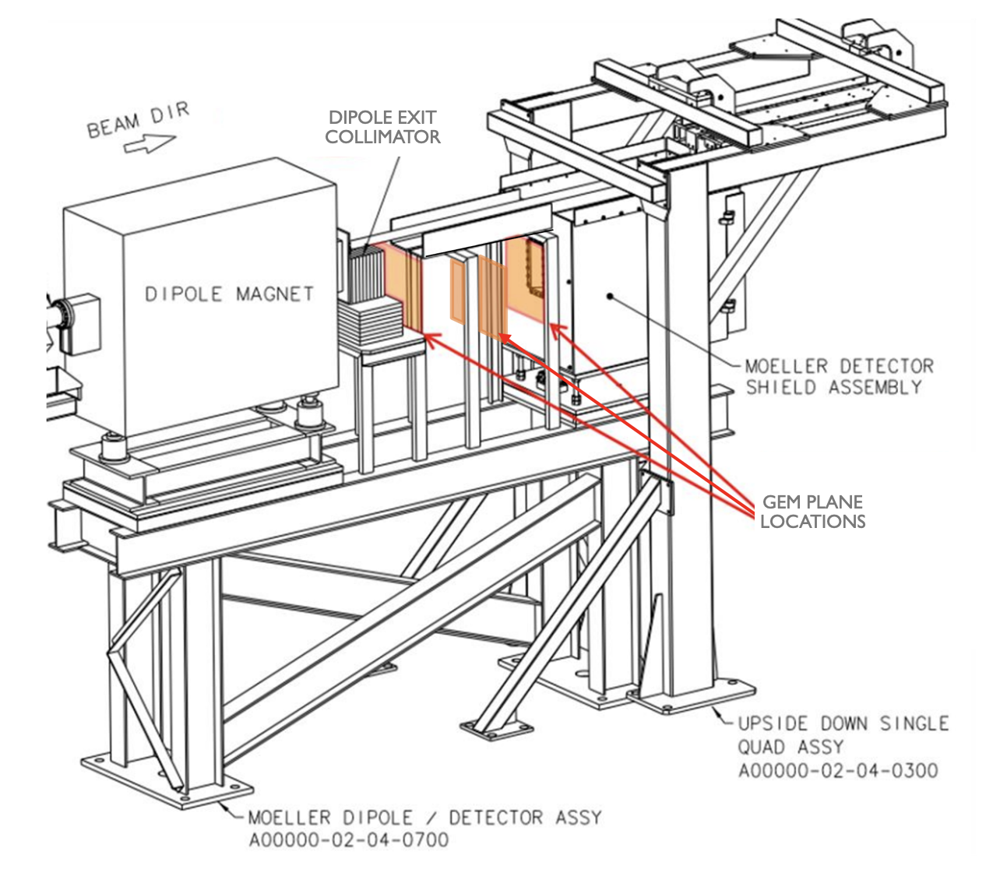 BEAM DIR
DIPOLE EXIT
COLLIMATOR
DIPOLE MAGNET
MOELLER DETECTOR
SHIELD ASSEMBLY
GEM PLANE
LOCATIONS
UPSIDE DOWN SINGLE
QUAD ASSY
A00000-02-04-0300
MOELLER DIPOLE / DETECTOR ASSY
A00000-02-04-0700